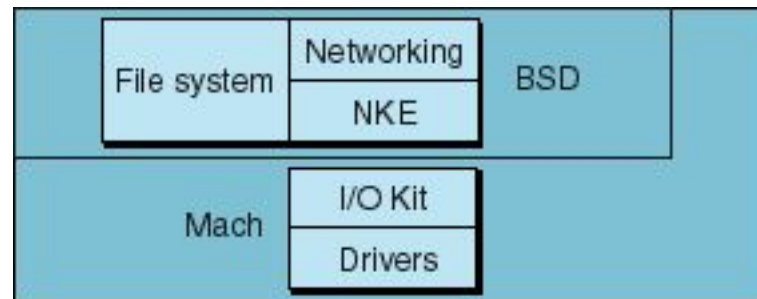 File system
Networking
NKE
BSD
Mach
I/O Kit
Drivers